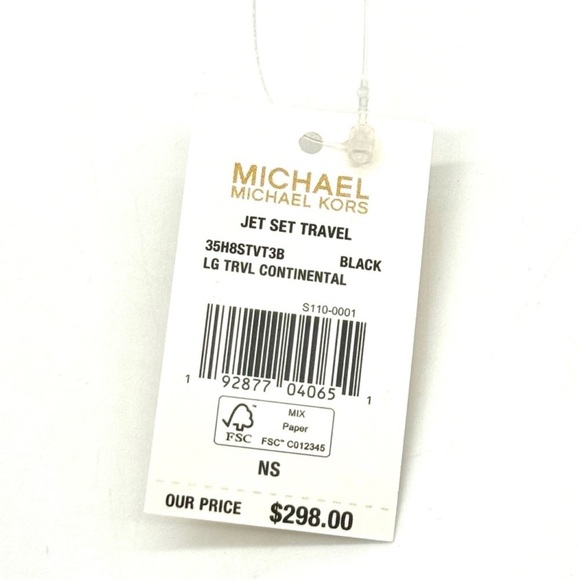 MICHAEL
MICHAEL KORS
JET SET TRAVEL
35H8STVT3B BLACK
LG TRVL CONTINENTAL
S110-0001
1 92877 04065 1
FSC™
MIX
Paper
FSC™ C012345
NS
OUR PRICE $298.00